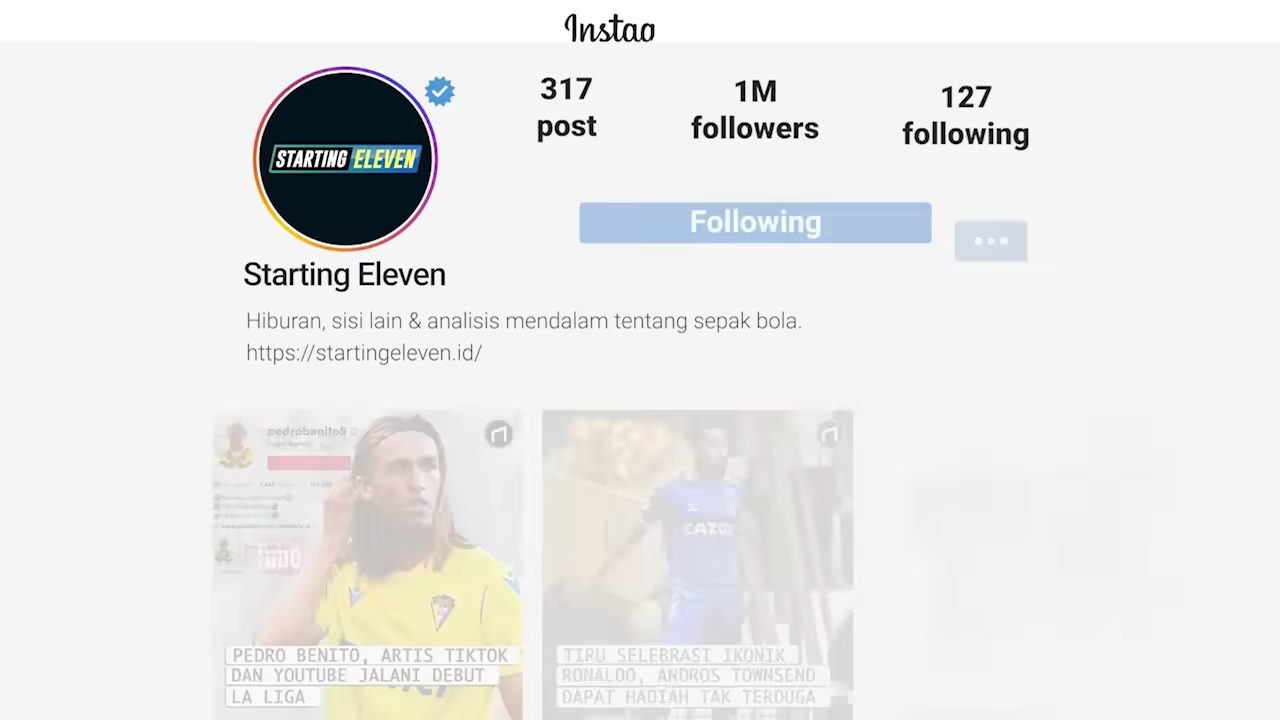 Instag
317
post
1M
followers
127
following
STARTING ELEVEN
Following
Starting Eleven
Hiburan, sisi lain & analisis mendalam tentang sepak bola.
https://startingeleven.id/
pedrobenito9
PEDRO BENITO, ARTIS TIKTOK
DAN YOUTUBE JALANI DEBUT
LA LIGA
CAZOO
TIRU SELEBRASI IKONIK
RONALDO, ANDROS TOWNSEND
DAPAT HADIAH TAK TERDUGA